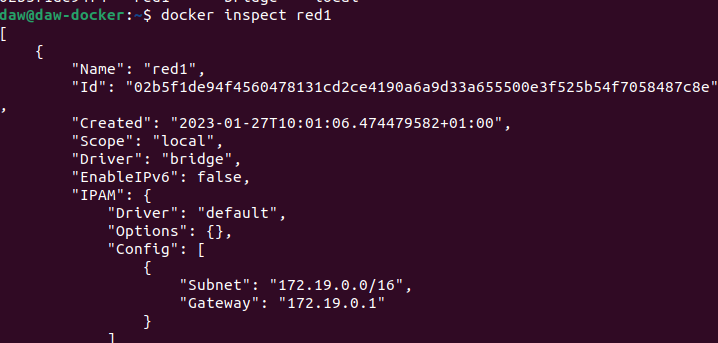 daw@daw-docker:~$ docker inspect red1
[
    {
        "Name": "red1",
        "Id": "02b5f1de94f4560478131cd2ce4190a6a9d33a655500e3f525b54f7058487c8e"
,
        "Created": "2023-01-27T10:01:06.474479582+01:00",
        "Scope": "local",
        "Driver": "bridge",
        "EnableIPv6": false,
        "IPAM": {
            "Driver": "default",
            "Options": {},
            "Config": [
                {
                    "Subnet": "172.19.0.0/16",
                    "Gateway": "172.19.0.1"
                }
            ]